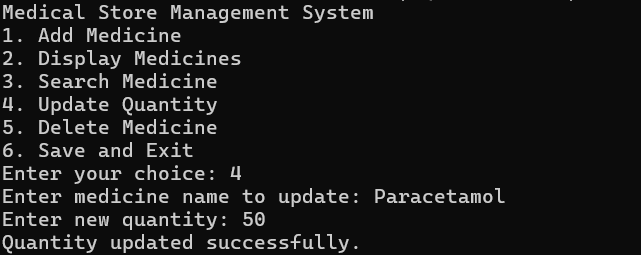 Medical Store Management System
1. Add Medicine
2. Display Medicines
3. Search Medicine
4. Update Quantity
5. Delete Medicine
6. Save and Exit
Enter your choice: 4
Enter medicine name to update: Paracetamol
Enter new quantity: 50
Quantity updated successfully.